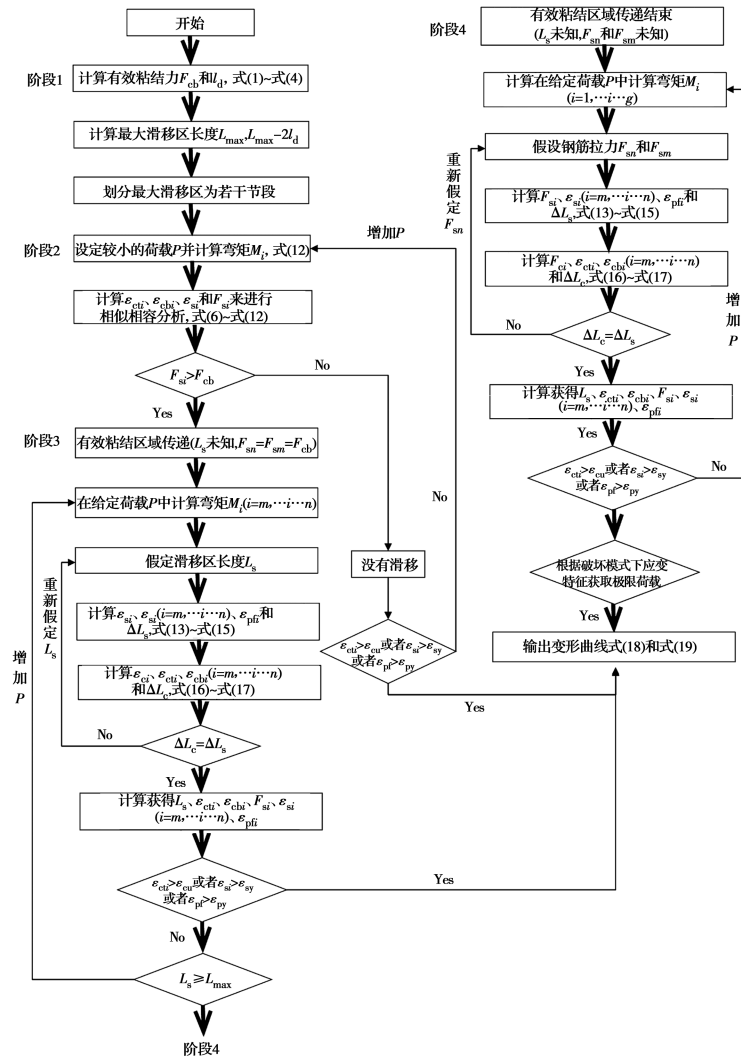 开始
阶段1
计算有效粘结力Fcb和ld, 式(1)~式(4)
计算最大滑移区长度Lmax,Lmax-2ld
划分最大滑移区为若干节段
阶段2
设定较小的荷载P并计算弯矩Mi, 式(12)
增加P
计算εcti、εcbi、εsi和Fsi来进行
相似相容分析, 式(6)~式(12)
Fsi>Fcb
No
Yes
阶段3
有效粘结区域传递(Ls未知,Fsn=Fsm=Fcb)
在给定荷载P中计算弯矩Mi(i=m,⋯i⋯n)
No
假定滑移区长度Ls
没有滑移
重新假定Ls
计算εsi、εsi(i=m,⋯i⋯n)、εpfi和
ΔLs,式(13)~式(15)
εcti>εcu或者εsi>εsy
或者εpf>εpy
增加P
计算εci、εcti、εcbi(i=m,⋯i⋯n)
和ΔLc,式(16)~式(17)
Yes
No
ΔLc=ΔLs
Yes
计算获得Ls、εcti、εcbi、Fsi、εsi
(i=m,⋯i⋯n)、εpfi
εcti>εcu或者εsi>εsy
或者εpf>εpy
Yes
No
Ls≥Lmax
阶段4
阶段4
有效粘结区域传递结束
(Ls未知,Fsn和Fsm未知)
计算在给定荷载P中计算弯矩Mi
(i=1,⋯i⋯g)
假设钢筋拉力Fsn和Fsm
重新假定Fsn
计算Fsi、εsi(i=m,⋯i⋯n)、εpfi和
ΔLs,式(13)~式(15)
计算Fci、εcti、εcbi(i=m,⋯i⋯n)
和ΔLc,式(16)~式(17)
增加P
No
ΔLc=ΔLs
Yes
计算获得Ls、εcti、εcbi、Fsi、εsi
(i=m,⋯i⋯n)、εpfi
Yes
εcti>εcu或者εsi>εsy
或者εpf>εpy
No
根据破坏模式下应变
特征获取极限荷载
Yes
输出变形曲线式(18)和式(19)